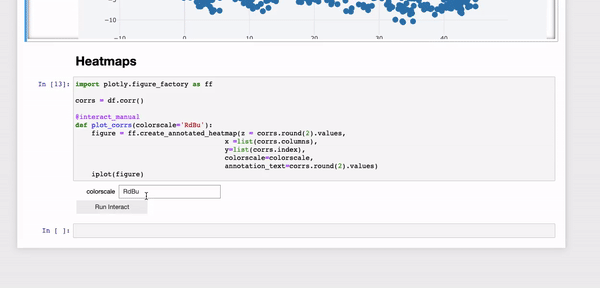 -10
-10
0
10
20
30
40
Heatmaps
In [13]: import plotly.figure_factory as ff
corrs = df.corr()
@interact_manual
def plot_corrs(colorscale='RdBu'):
figure = ff.create_annotated_heatmap(z = corrs.round(2).values,
x =list(corrs.columns),
y=list(corrs.index),
colorscale=colorscale,
annotation_text=corrs.round(2).values)
iplot(figure)
colorscale RdBu
Run Interact
In [ ]: